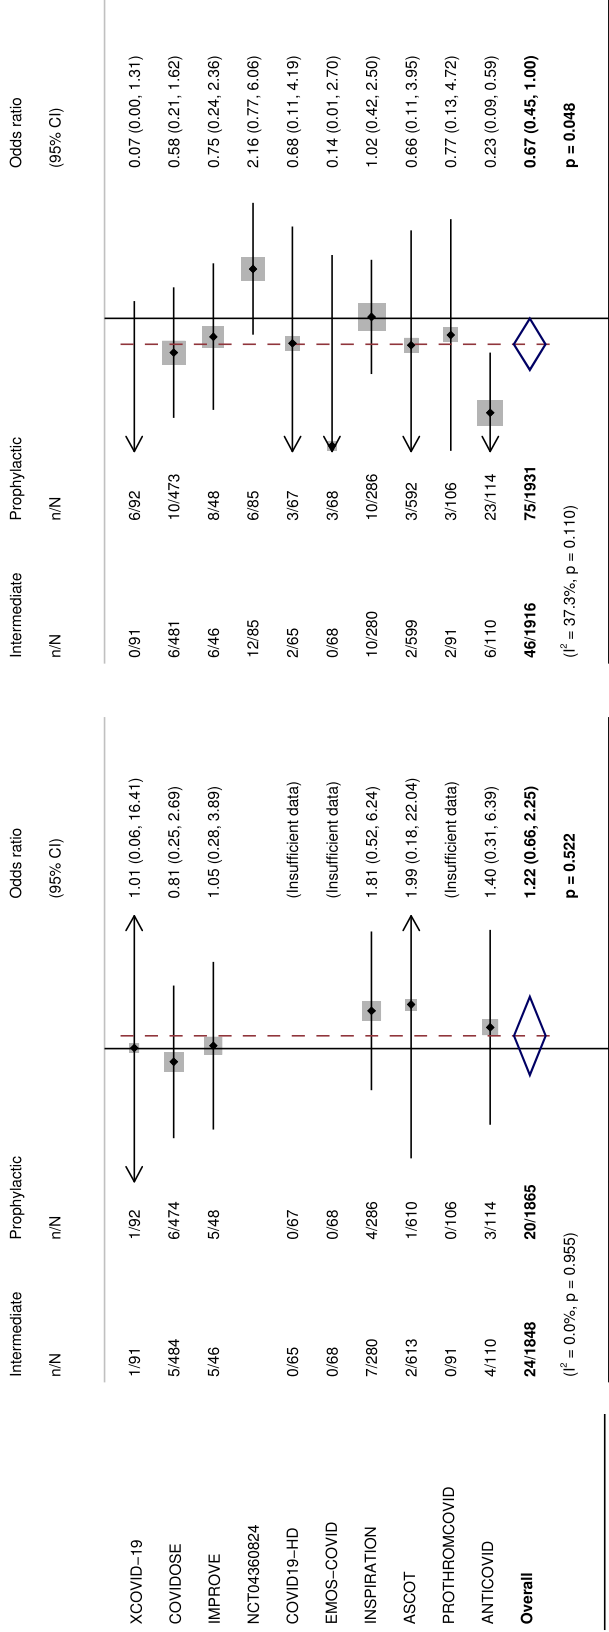 Intermediate Prophylactic Odds ratio Intermediate Prophylactic Odds ratio
n/N n/N (95% CI) n/N n/N (95% CI)
XCOVID−19 1/91 1/92 1.01 (0.06, 16.41) 0/91 6/92 0.07 (0.00, 1.31)
COVIDOSE 5/484 6/474 0.81 (0.25, 2.69) 6/481 10/473 0.58 (0.21, 1.62)
IMPROVE 5/46 5/48 1.05 (0.28, 3.89) 6/46 8/48 0.75 (0.24, 2.36)
NCT04360824 12/85 6/85 2.16 (0.77, 6.06)
COVID19−HD 0/65 0/67 (Insufficient data) 2/65 3/67 0.68 (0.11, 4.19)
EMOS−COVID 0/68 0/68 (Insufficient data) 0/68 3/68 0.14 (0.01, 2.70)
INSPIRATION 7/280 4/286 1.81 (0.52, 6.24) 10/280 10/286 1.02 (0.42, 2.50)
ASCOT 2/613 1/610 1.99 (0.18, 22.04) 2/599 3/592 0.66 (0.11, 3.95)
PROTHROMCOVID 0/91 0/106 (Insufficient data) 2/91 3/106 0.77 (0.13, 4.72)
ANTICOVID 4/110 3/114 1.40 (0.31, 6.39) 6/110 23/114 0.23 (0.09, 0.59)
Overall 24/1848 20/1865 1.22 (0.66, 2.25) 46/1916 75/1931 0.67 (0.45, 1.00)
(I² = 0.0%, p = 0.955) p = 0.522 (I² = 37.3%, p = 0.110) p = 0.048